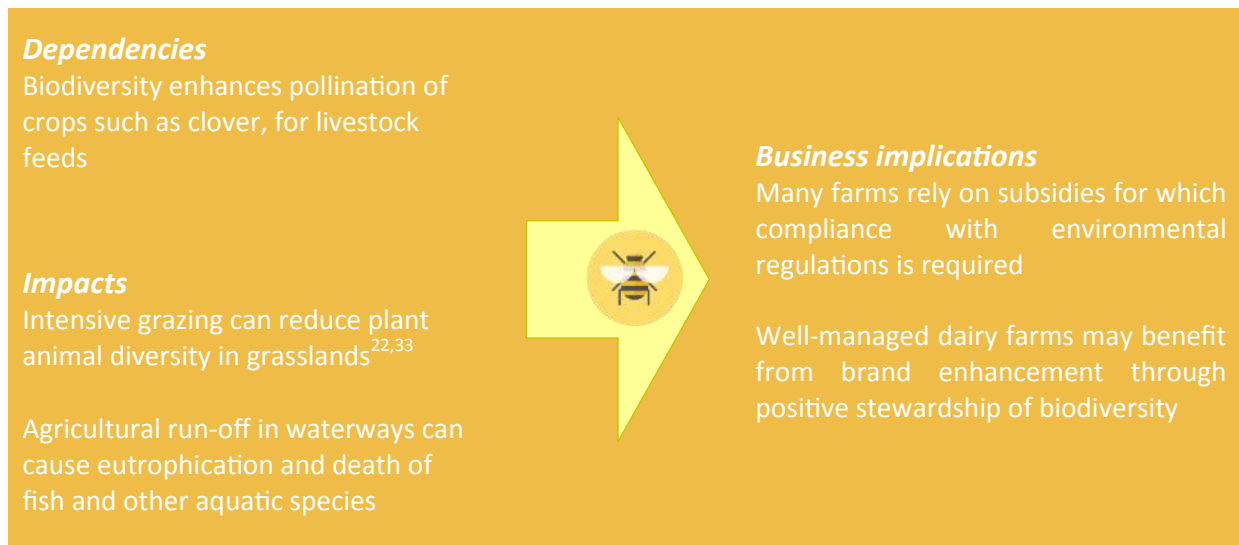 Dependencies
Biodiversity enhances pollination of
crops such as clover, for livestock
feeds
Impacts
Intensive grazing can reduce plant
animal diversity in grasslands22,33
Agricultural run-off in waterways can
cause eutrophication and death of
fish and other aquatic species
Business implications
Many farms rely on subsidies for which
compliance with environmental
regulations is required
Well-managed dairy farms may benefit
from brand enhancement through
positive stewardship of biodiversity